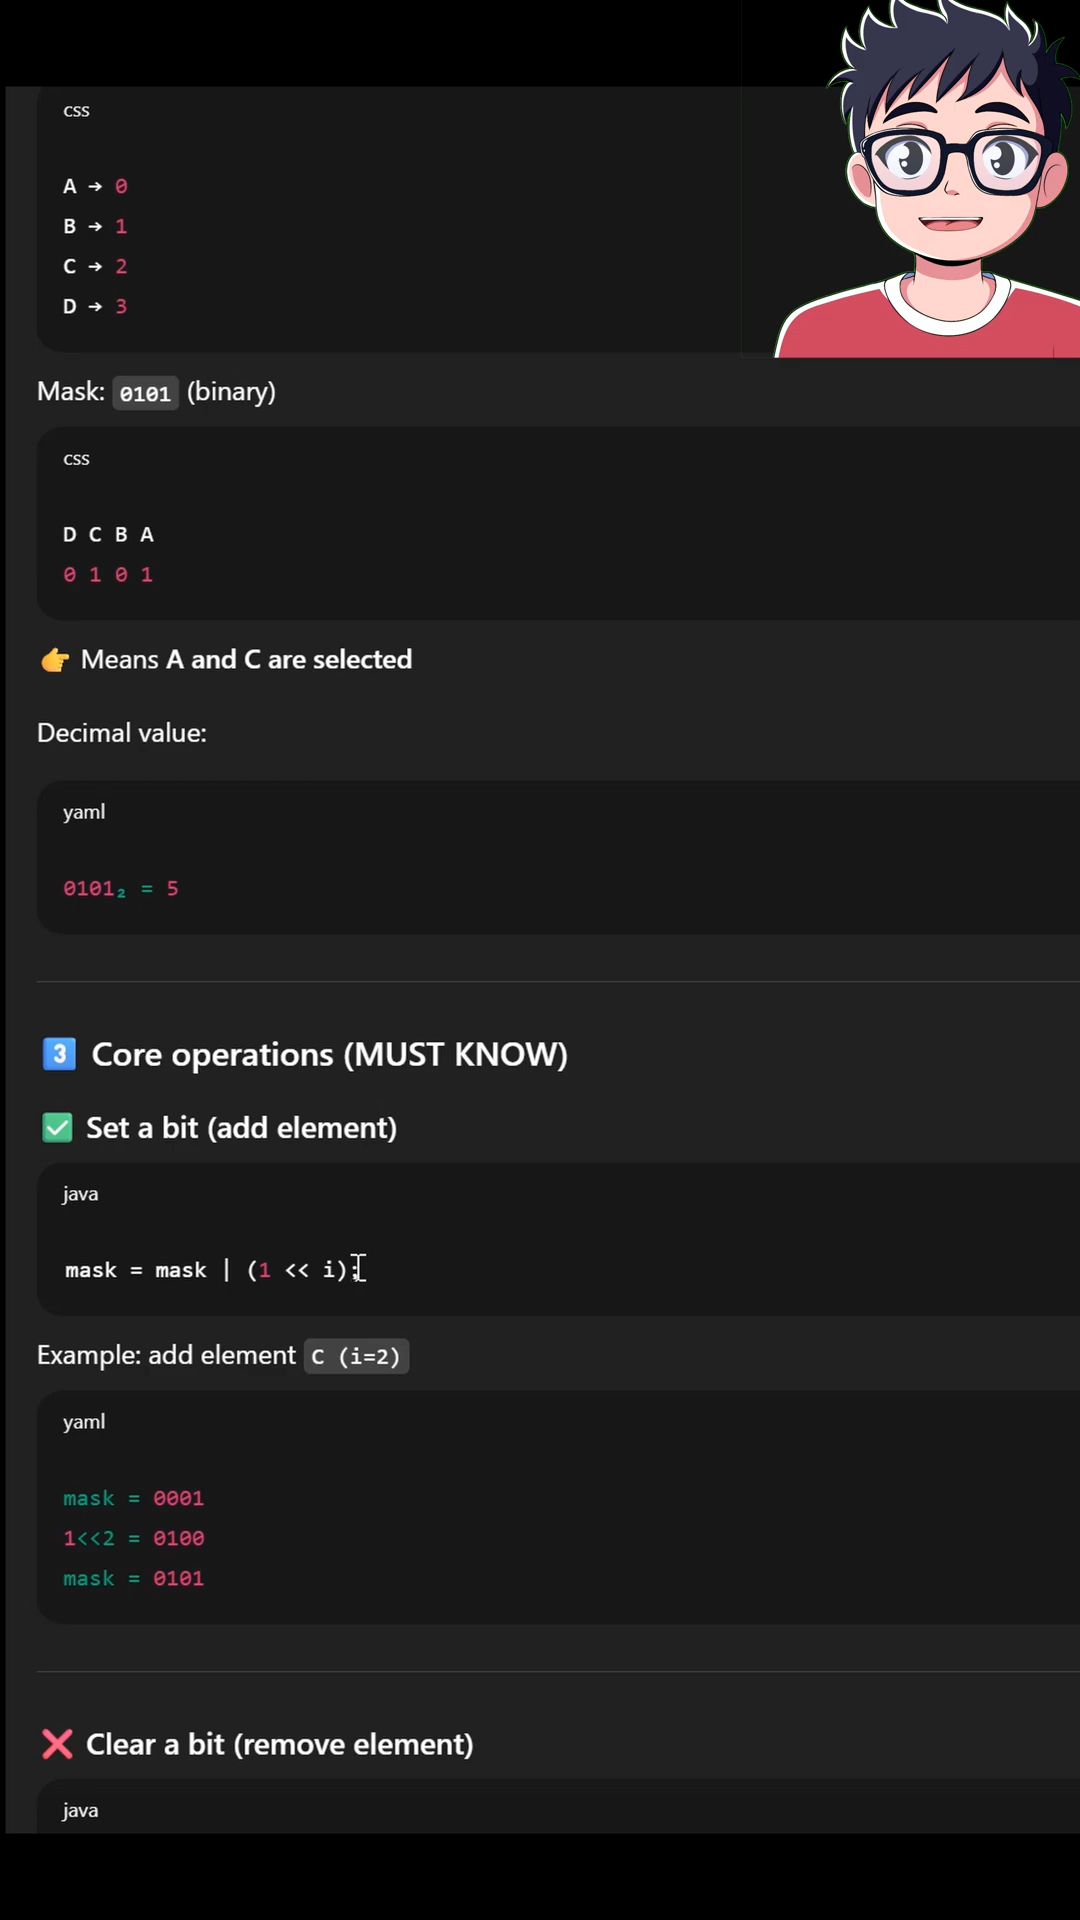 css
A → 0
B → 1
C → 2
D → 3
Mask: 0101 (binary)
css
D C B A
0 1 0 1
👉 Means A and C are selected
Decimal value:
yaml
0101₂ = 5
3️⃣ Core operations (MUST KNOW)
✅ Set a bit (add element)
java
mask = mask | (1 << i);
Example: add element C (i=2)
yaml
mask = 0001
1<<2 = 0100
mask = 0101
❌ Clear a bit (remove element)
java